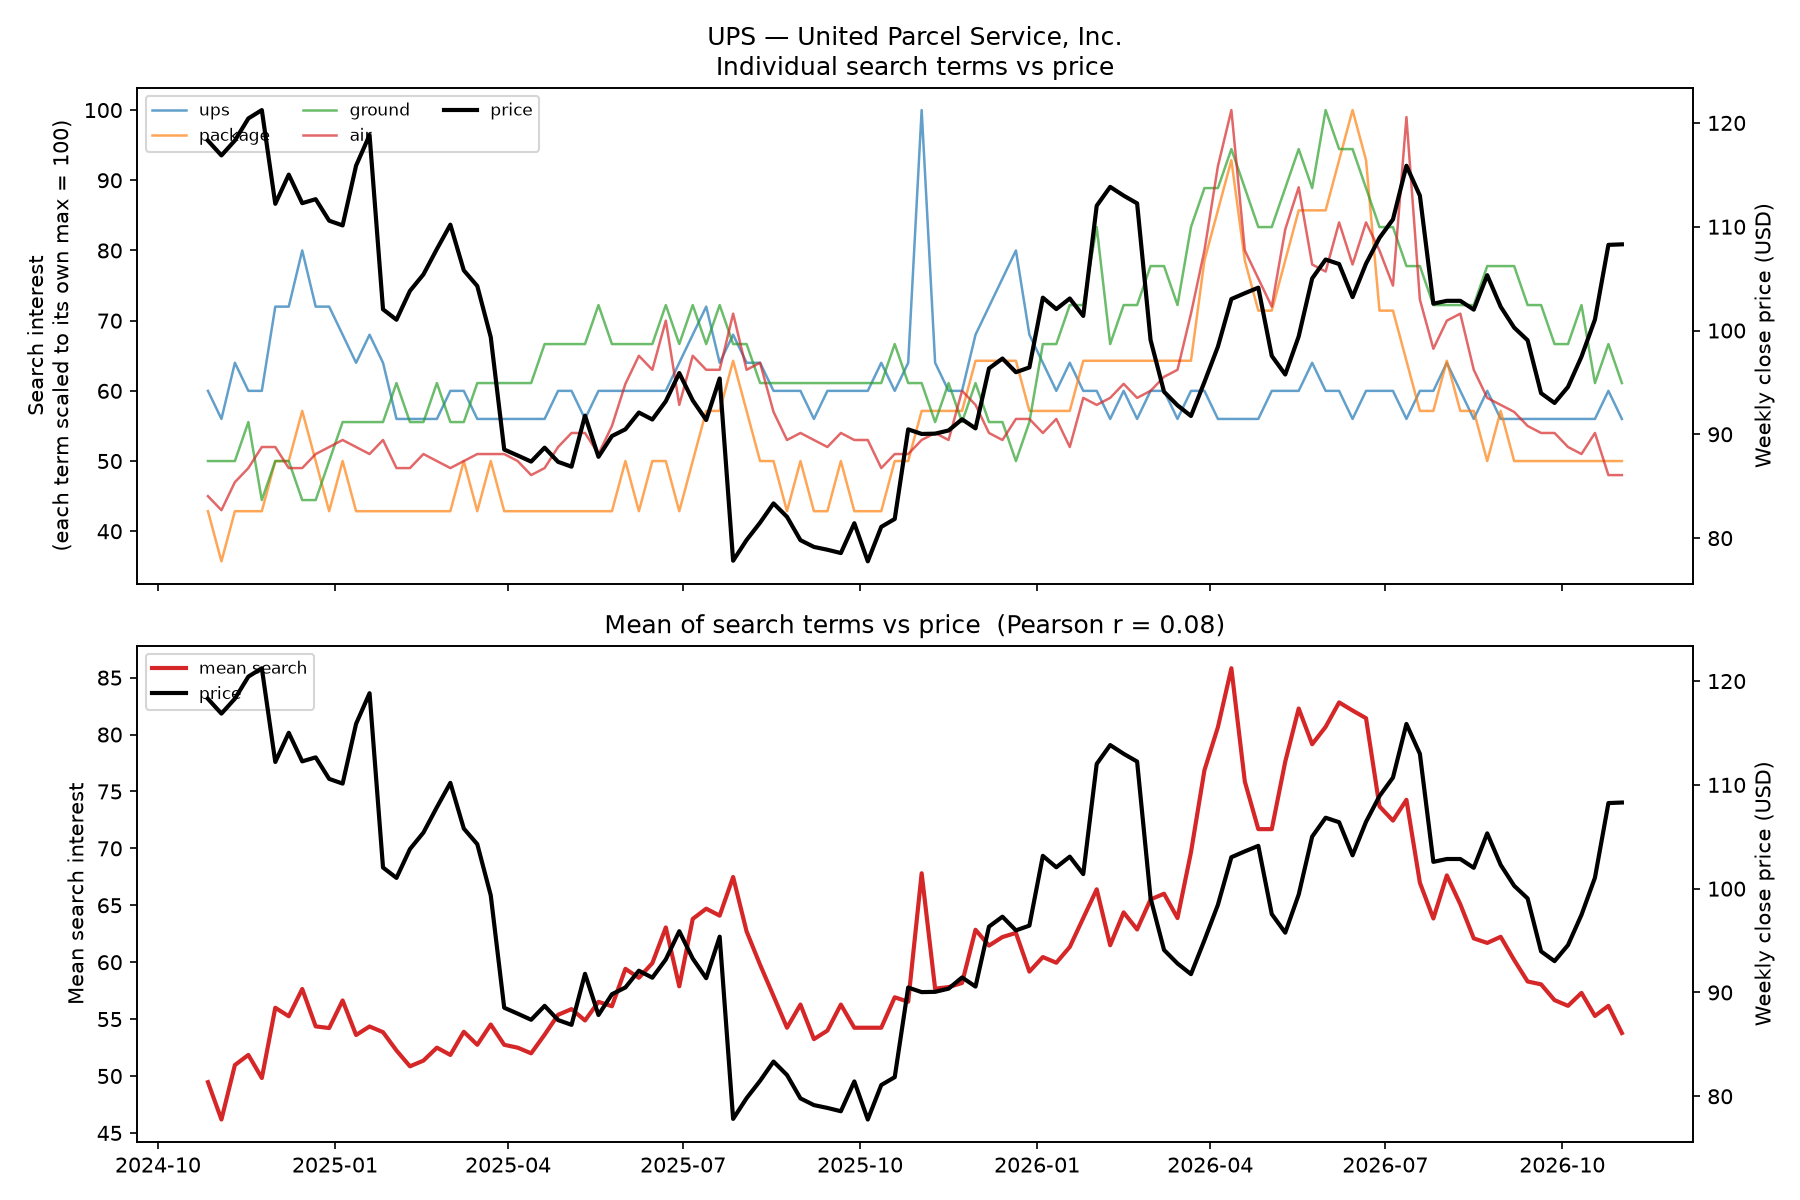 UPS — United Parcel Service, Inc.
Individual search terms vs price
Search interest
(each term scaled to its own max = 100)
100
90
80
70
60
50
40
ups
package
ground
air
price
120
110
100
90
80
Weekly close price (USD)
Mean of search terms vs price (Pearson r = 0.08)
Mean search interest
85
80
75
70
65
60
55
50
45
mean search
price
120
110
100
90
80
Weekly close price (USD)
2024-10
2025-01
2025-04
2025-07
2025-10
2026-01
2026-04
2026-07
2026-10